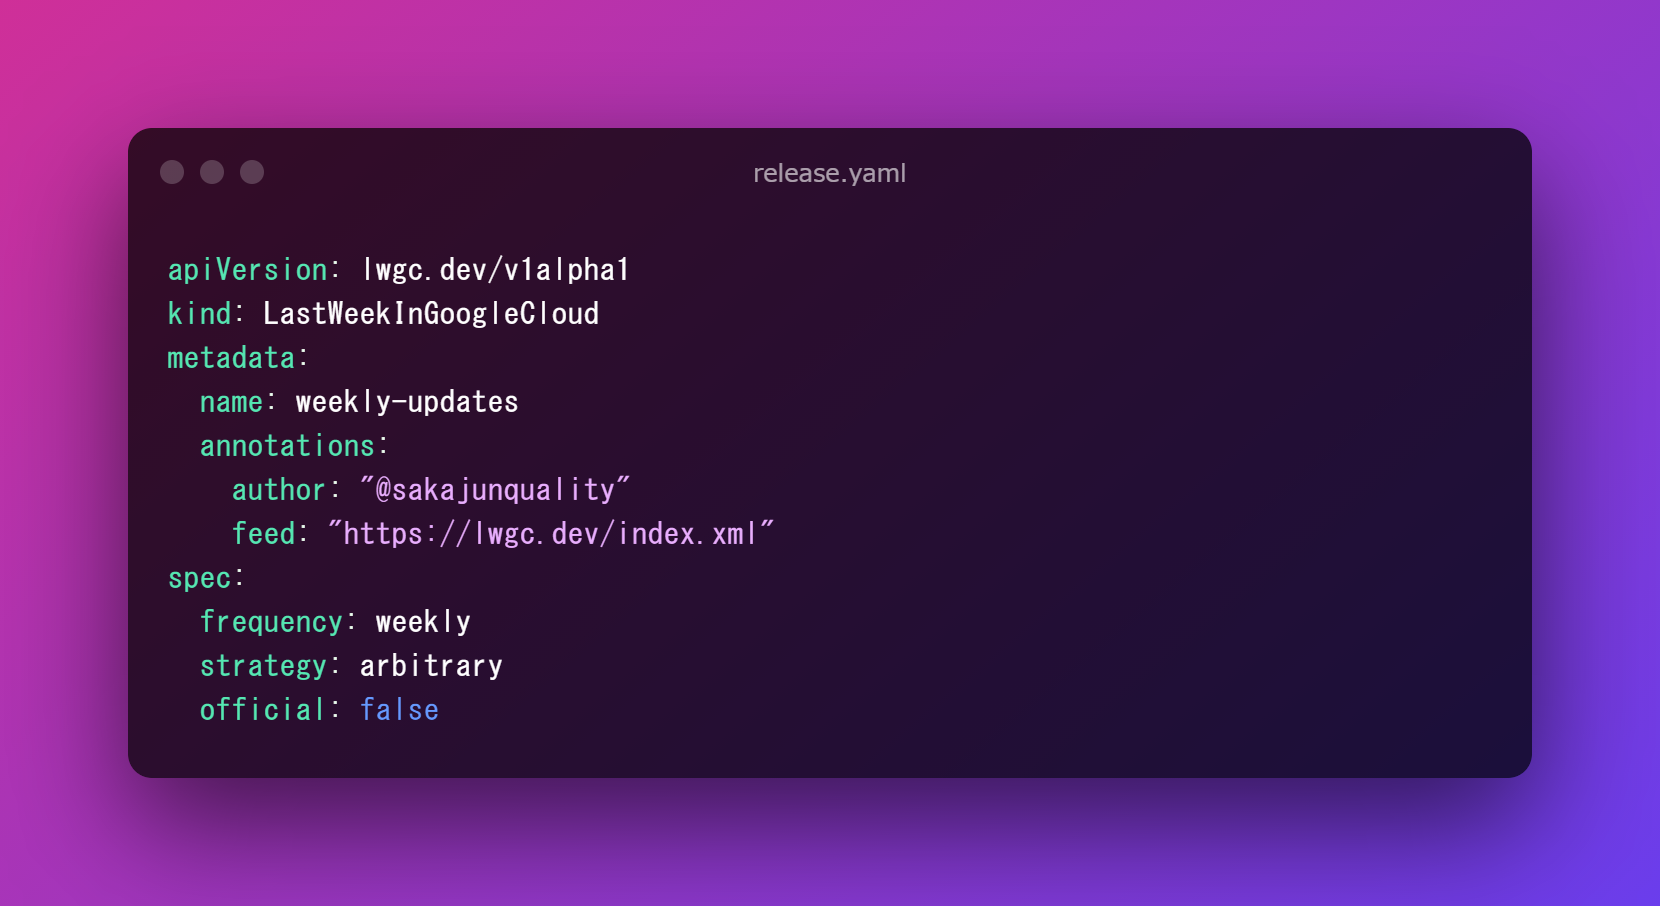 release.yaml
apiVersion: lwgc.dev/v1alpha1
kind: LastWeekInGoogleCloud
metadata:
  name: weekly-updates
  annotations:
    author: "@sakajunquality"
    feed: "https://lwgc.dev/index.xml"
spec:
  frequency: weekly
  strategy: arbitrary
  official: false